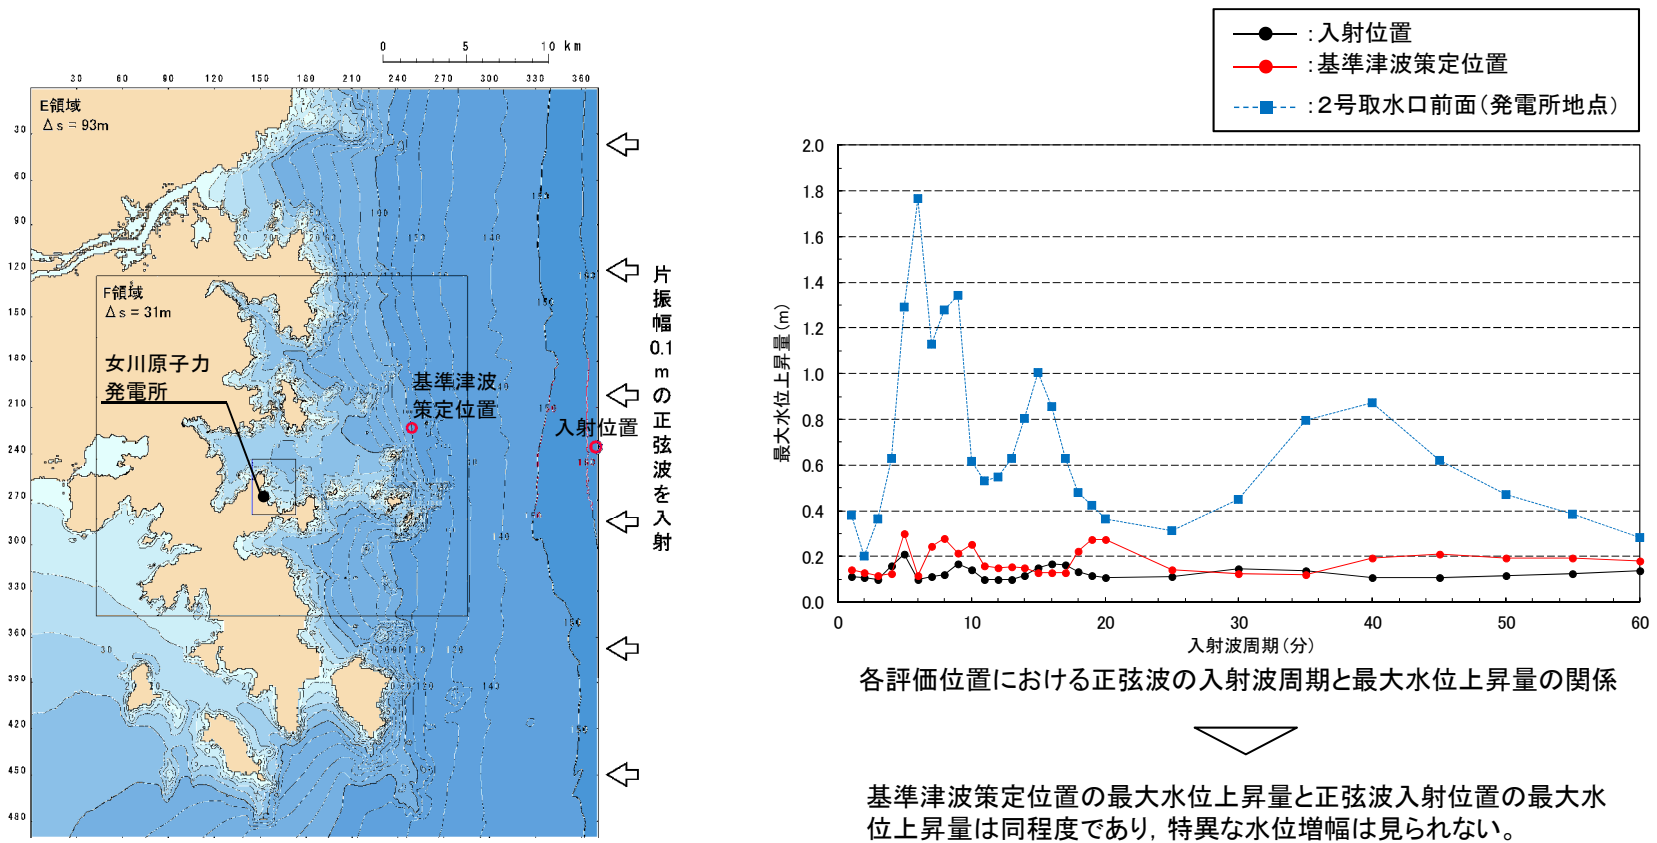 0 5 10 km
30 60 90 120 150 180 210 240 270 300 330 360
E領域
Δs = 93m
30
60
90
120
150
180
210
240
270
300
330
360
390
420
450
480
F領域
Δs = 31m
女川原子力
発電所
基準津波
策定位置
入射位置
片振幅0.1mの正弦波を入射
:入射位置
:基準津波策定位置
:2号取水口前面(発電所地点)
最大水位上昇量(m)
2.0
1.8
1.6
1.4
1.2
1.0
0.8
0.6
0.4
0.2
0.0
0 10 20 30 40 50 60
入射波周期(分)
各評価位置における正弦波の入射波周期と最大水位上昇量の関係
基準津波策定位置の最大水位上昇量と正弦波入射位置の最大水
位上昇量は同程度であり,特異な水位増幅は見られない。